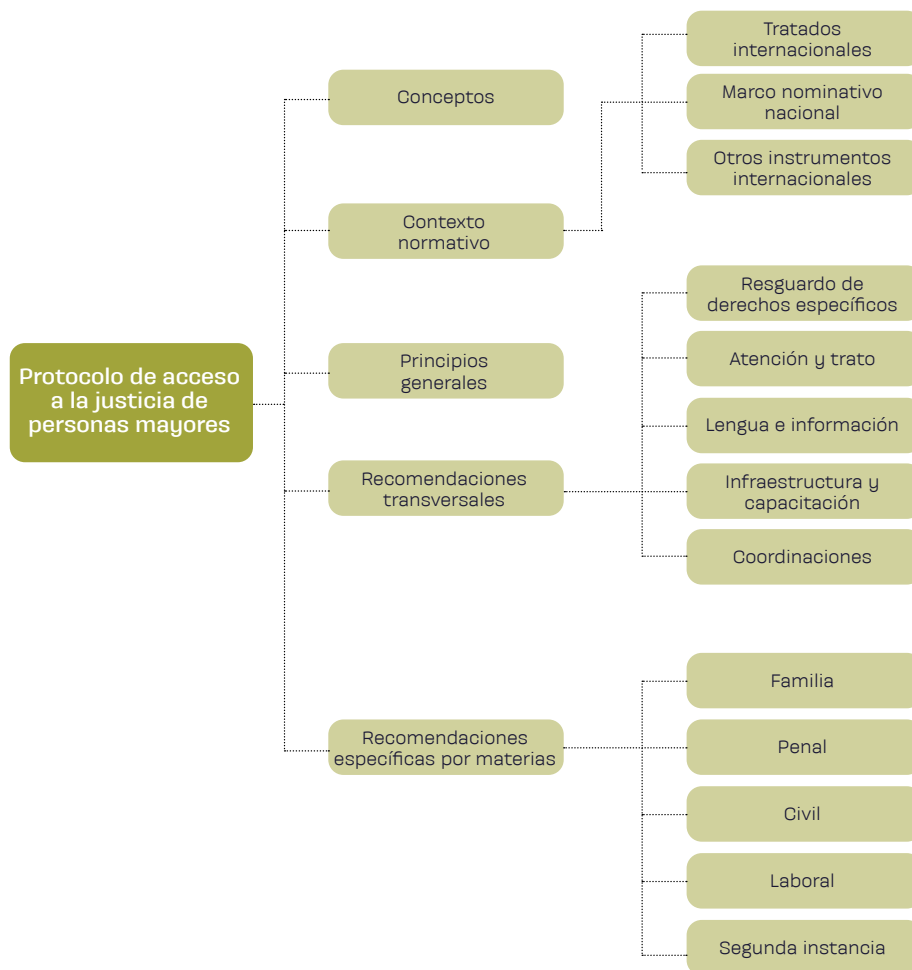 Protocolo de acceso
a la justicia de
personas mayores
Conceptos
Contexto
normativo
Tratados
internacionales
Marco nominativo
nacional
Otros instrumentos
internacionales
Principios
generales
Recomendaciones
transversales
Resguardo de
derechos específicos
Atención y trato
Lengua e información
Infraestructura y
capacitación
Coordinaciones
Recomendaciones
específicas por materias
Familia
Penal
Civil
Laboral
Segunda instancia